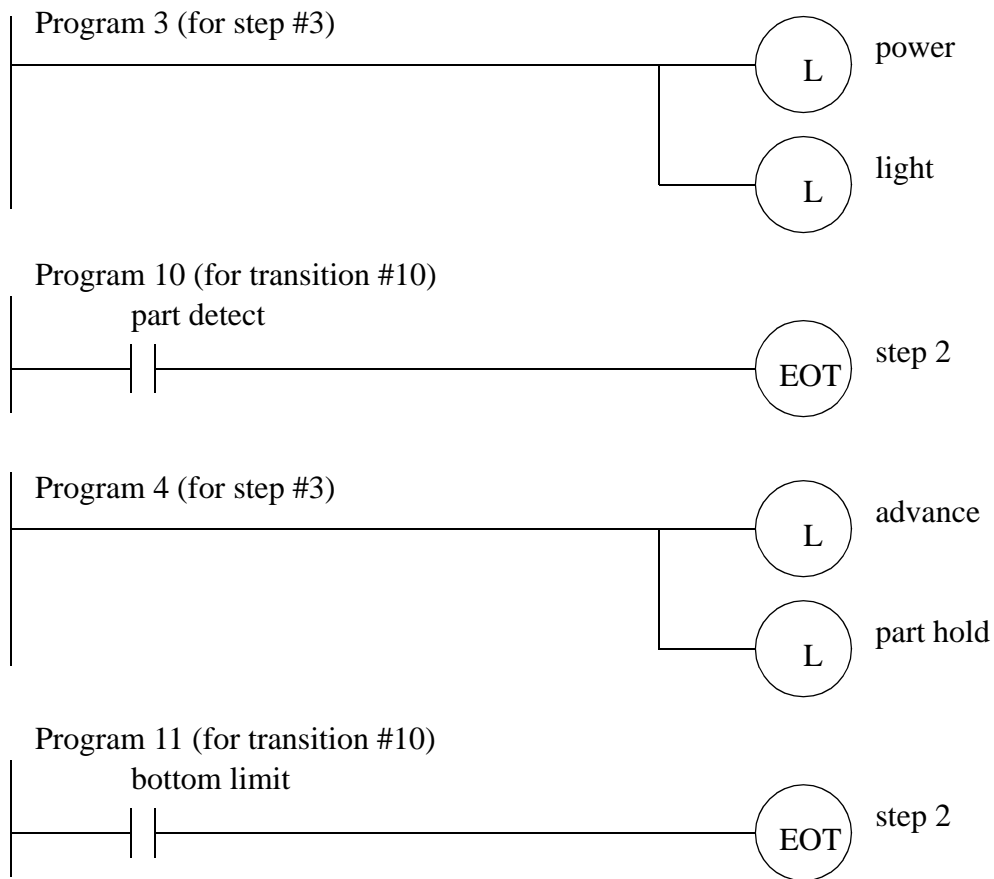 Program 3 (for step #3)
power
L
light
L
Program 10 (for transition #10)
part detect
step 2
EOT
Program 4 (for step #3)
advance
L
part hold
L
Program 11 (for transition #10)
bottom limit
step 2
EOT